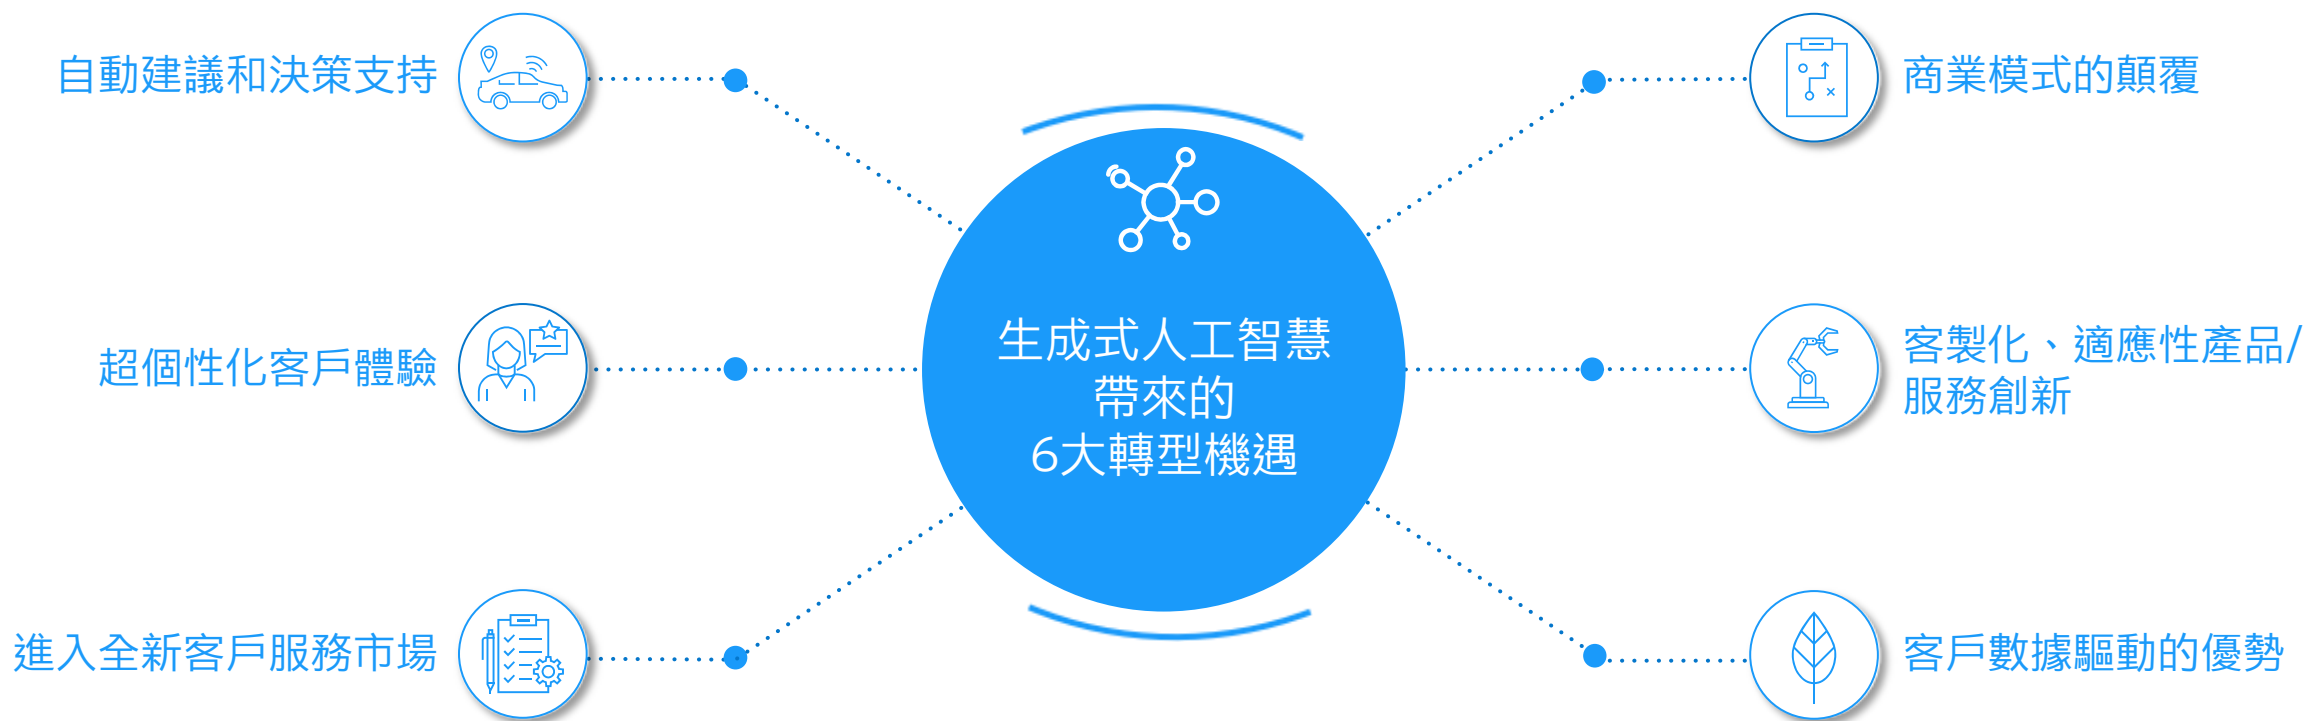 自動建議和決策支持
超個性化客戶體驗
進入全新客戶服務市場
生成式人工智慧
帶來的
6大轉型機遇
商業模式的顛覆
客製化、適應性產品/
服務創新
客戶數據驅動的優勢